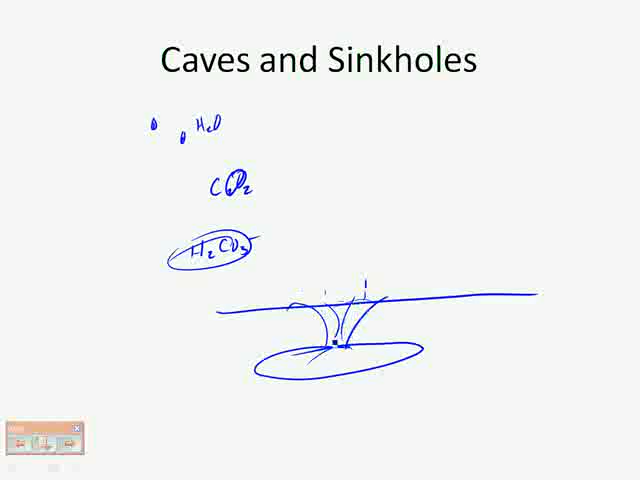 Caves and Sinkholes
H₂O
CO₂
H₂CO₃